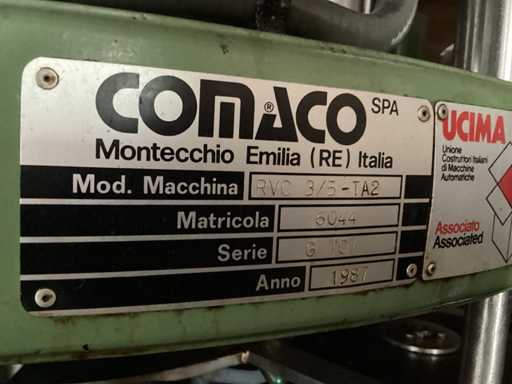 COMACO SPA
®
Montecchio Emilia (RE) Italia
Mod. Macchina RVC 3/5-TA2
Matricola 6044
Serie G
Anno 1987
UCIMA
Unione
Costruttori Italiani
di Macchine
Automatiche
Associato
Associated